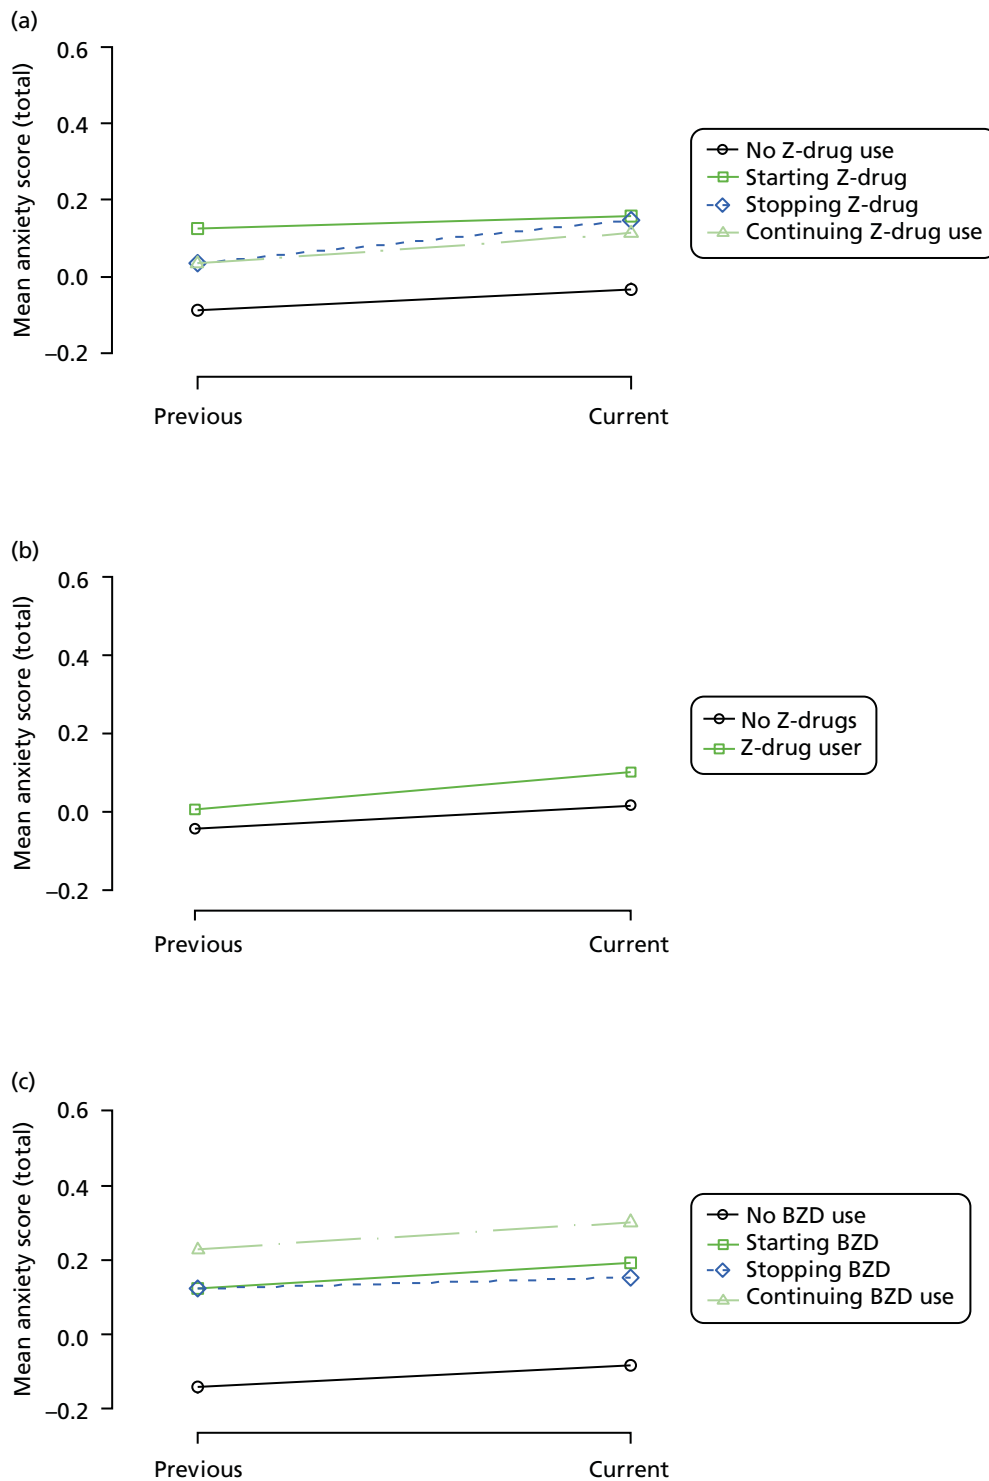 (a)
Mean anxiety score (total)
0.6
0.4
0.2
0.0
–0.2
Previous
Current
No Z-drug use
Starting Z-drug
Stopping Z-drug
Continuing Z-drug use
(b)
Mean anxiety score (total)
0.6
0.4
0.2
0.0
–0.2
Previous
Current
No Z-drugs
Z-drug user
(c)
Mean anxiety score (total)
0.6
0.4
0.2
0.0
–0.2
Previous
Current
No BZD use
Starting BZD
Stopping BZD
Continuing BZD use